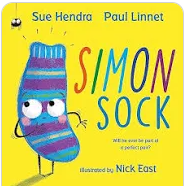 Sue Hendra Paul Linnet
SIMON
SOCK
Will he ever be part of
a perfect pair?
illustrated by Nick East